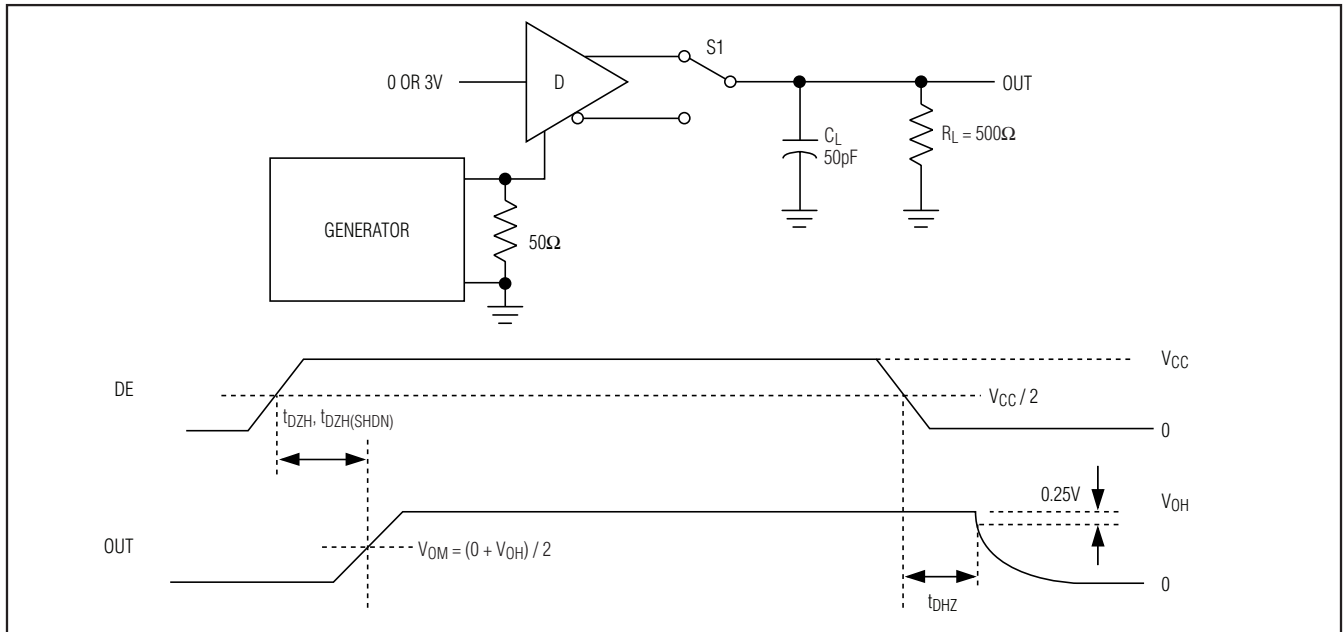 S1
0 OR 3V
D
OUT
C_L
50pF
R_L = 500Ω
GENERATOR
50Ω
DE
V_CC
V_CC / 2
t_DZH, t_DZH(SHDN)
0
0.25V
V_OH
OUT
V_OM = (0 + V_OH) / 2
0
t_DHZ